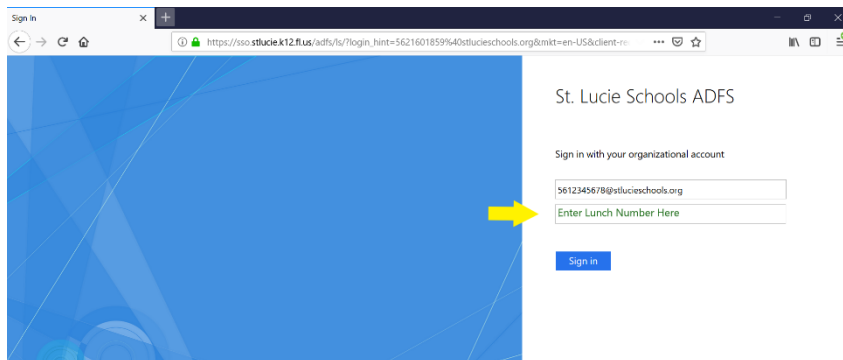 Sign In
https://sso.stlucie.k12.fl.us/adfs/ls/?login_hint=5621601859%40stlucieschools.org&mkt=en-US&client-re
St. Lucie Schools ADFS
Sign in with your organizational account
5612345678@stlucieschools.org
Enter Lunch Number Here
Sign in